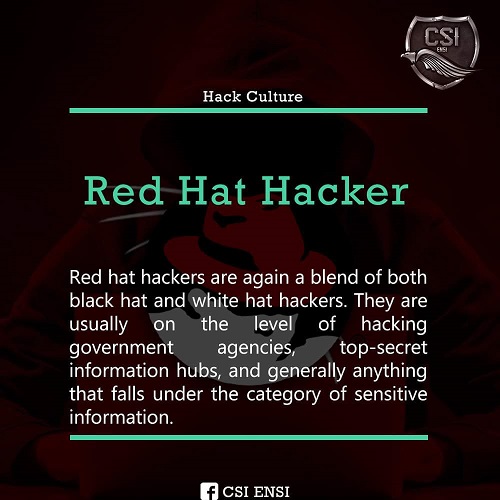 CSI
ENSI
Hack Culture
Red Hat Hacker
Red hat hackers are again a blend of both
black hat and white hat hackers. They are
usually on the level of hacking
government agencies, top-secret
information hubs, and generally anything
that falls under the category of sensitive
information.
f CSI ENSI